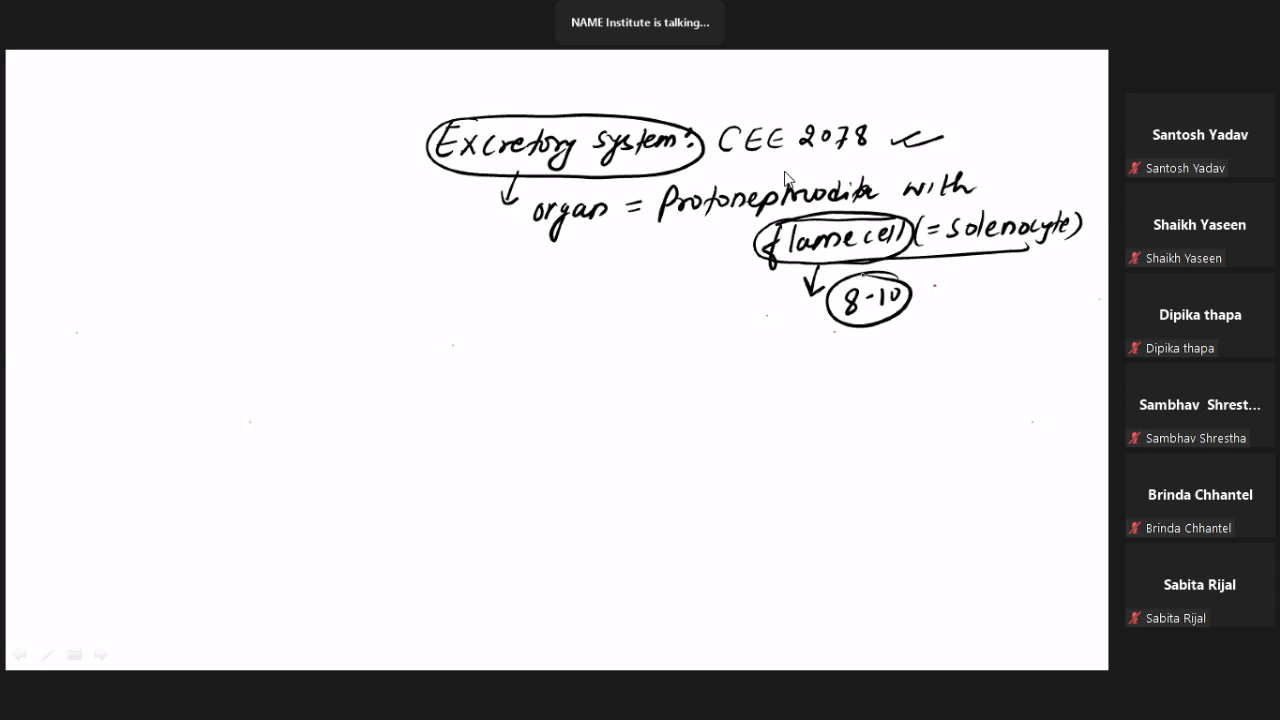 NAME Institute is talking...
Excretory system: CEE 2078
organ = Protonephrodia with
flame cell (= solenocyte)
8-10
Santosh Yadav
Santosh Yadav
Shaikh Yaseen
Shaikh Yaseen
Dipika thapa
Dipika thapa
Sambhav Shrest...
Sambhav Shrestha
Brinda Chhantel
Brinda Chhantel
Sabita Rijal
Sabita Rijal